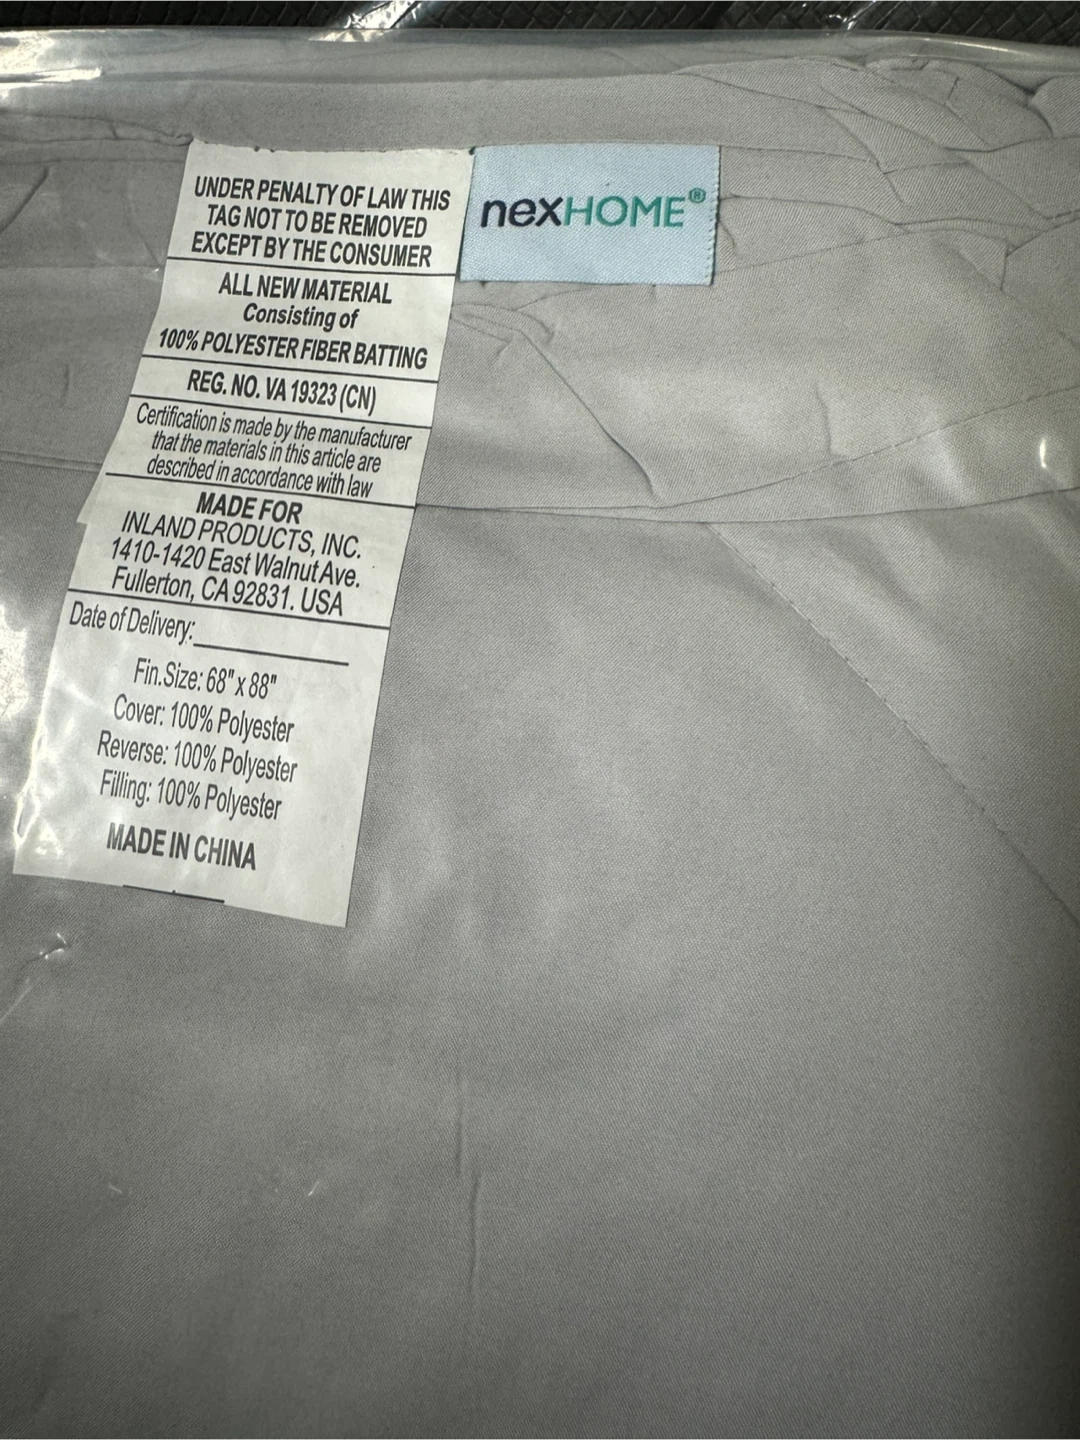 UNDER PENALTY OF LAW THIS
TAG NOT TO BE REMOVED
EXCEPT BY THE CONSUMER
ALL NEW MATERIAL
Consisting of
100% POLYESTER FIBER BATTING
REG. NO. VA 19323 (CN)
Certification is made by the manufacturer
that the materials in this article are
described in accordance with law
MADE FOR
INLAND PRODUCTS, INC.
1410-1420 East Walnut Ave.
Fullerton, CA 92831. USA
Date of Delivery:
Fin.Size: 68" x 88"
Cover: 100% Polyester
Reverse: 100% Polyester
Filling: 100% Polyester
MADE IN CHINA
nexHOME®